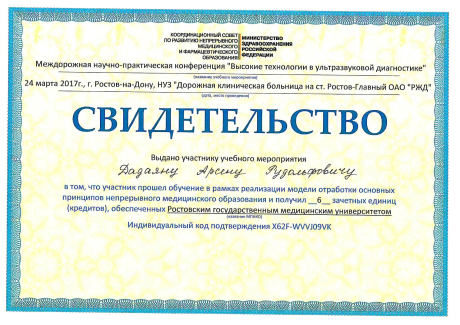 КООРДИНАЦИОННЫЙ СОВЕТ
ПО РАЗВИТИЮ НЕПРЕРЫВНОГО
МЕДИЦИНСКОГО
И ФАРМАЦЕВТИЧЕСКОГО
ОБРАЗОВАНИЯ
МИНИСТЕРСТВО
ЗДРАВООХРАНЕНИЯ
РОССИЙСКОЙ
ФЕДЕРАЦИИ
Междорожная научно-практическая конференция "Высокие технологии в ультразвуковой диагностике"
(название учебного мероприятия)
24 марта 2017г., г. Ростов-на-Дону, НУЗ "Дорожная клиническая больница на ст. Ростов-Главный ОАО "РЖД"
(дата, место проведения)
СВИДЕТЕЛЬСТВО
Выдано участнику учебного мероприятия
Дадаяну Арсену Рудольфовичу
в том, что участник прошел обучение в рамках реализации модели отработки основных
принципов непрерывного медицинского образования и получил __6__ зачетных единиц
(кредитов), обеспеченных Ростовским государственным медицинским университетом
Индивидуальный код подтверждения X62F-WVVJ09VK